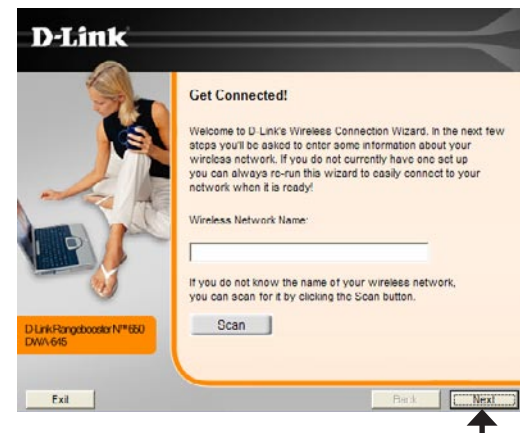 D-Link
Get Connected!
Welcome to D-Link's Wireless Connection Wizard. In the next few
steps you'll be asked to enter some information about your
wireless network. If you do not currently have one set up
you can always re-run this wizard to easily connect to your
network when it is ready!
Wireless Network Name:
If you do not know the name of your wireless network,
you can scan for it by clicking the Scan button.
Scan
D-Link Rangebooster N™ 650
DWA-645
Exit
Back
Next